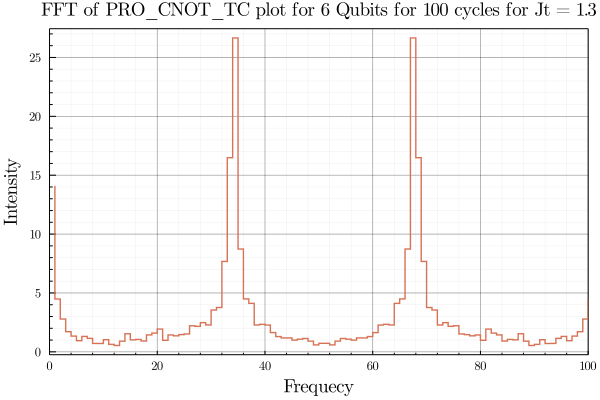 FFT of PRO_CNOT_TC plot for 6 Qubits for 100 cycles for Jt = 1.3
25
20
15
10
5
0
Intensity
0 20 40 60 80 100
Frequecy